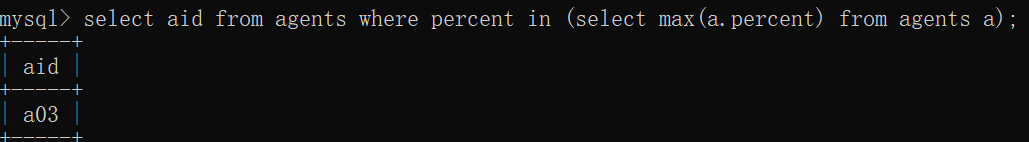 mysql> select aid from agents where percent in (select max(a.percent) from agents a);
+-----+
| aid |
+-----+
| a03 |
+-----+